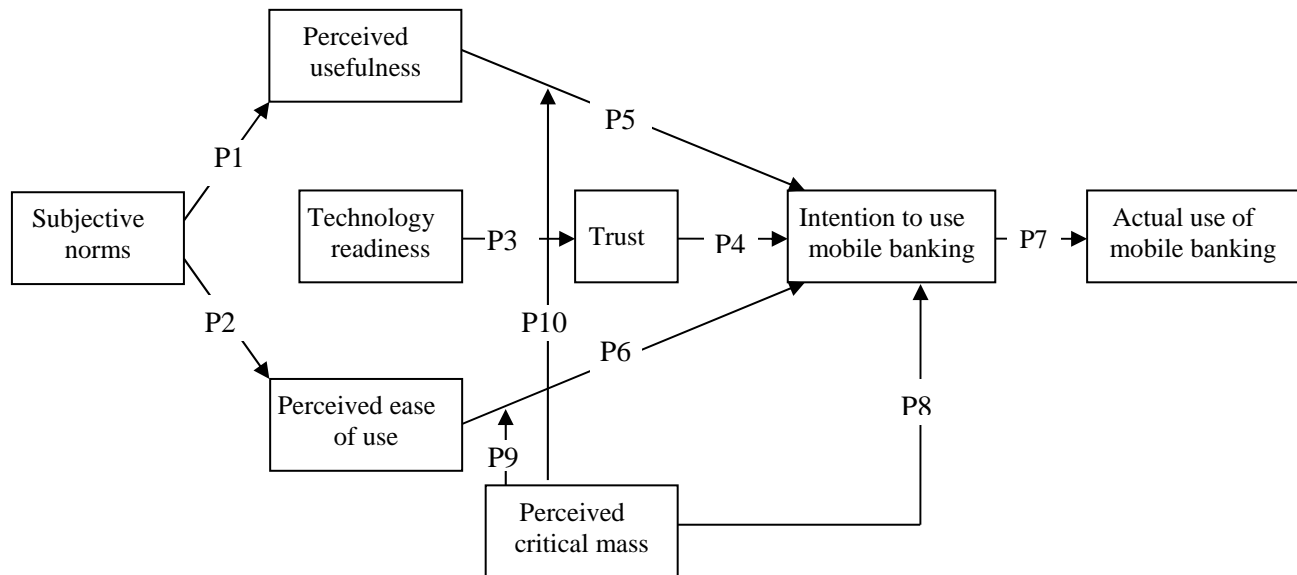 Perceived
usefulness
P5
P1
Subjective
norms
Technology
readiness
P3
Trust
P4
Intention to use
mobile banking
P7
Actual use of
mobile banking
P2
P10
P6
Perceived ease
of use
P8
P9
Perceived
critical mass